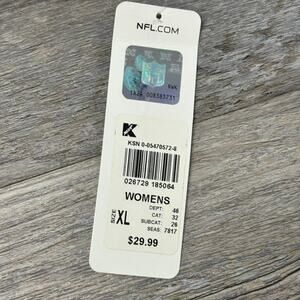 NFL.COM
KSN 0-05470572-8
026729 185064
WOMENS
DEPT: 46
SIZE XL CAT: 32
SUBCAT: 26
SEAS: 7817
$29.99